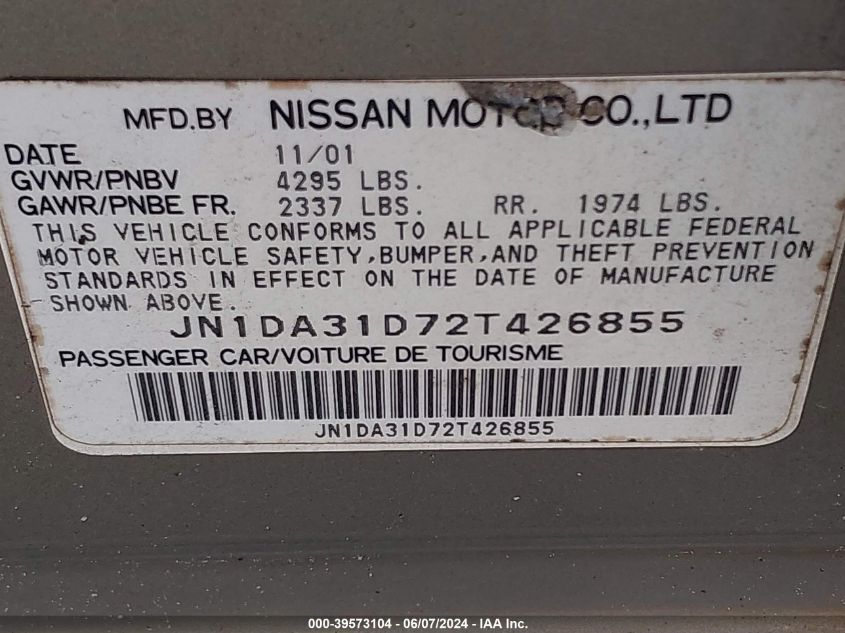 MFD.BY NISSAN MOTOR CO.,LTD
DATE 11/01
GVWR/PNBV 4295 LBS.
GAWR/PNBE FR. 2337 LBS. RR. 1974 LBS.
THIS VEHICLE CONFORMS TO ALL APPLICABLE FEDERAL
MOTOR VEHICLE SAFETY,BUMPER,AND THEFT PREVENTION
STANDARDS IN EFFECT ON THE DATE OF MANUFACTURE
SHOWN ABOVE.
JN1DA31D72T426855
PASSENGER CAR/VOITURE DE TOURISME
JN1DA31D72T426855
000-39573104 - 06/07/2024 - IAA Inc.